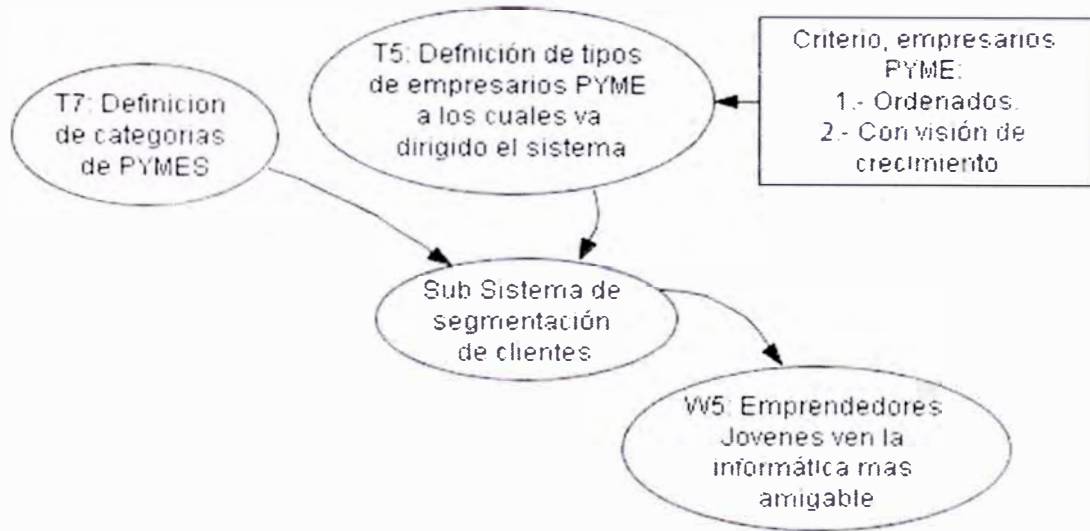 T7: Definicion
de categorias
de PYMES
T5: Defnición de tipos
de empresarios PYME
a los cuales va
dirigido el sistema
Criterio, empresarios
PYME:
1.- Ordenados.
2.- Con visión de
crecimiento
Sub Sistema de
segmentación
de clientes
W5: Emprendedores
Jovenes ven la
informática mas
amigable